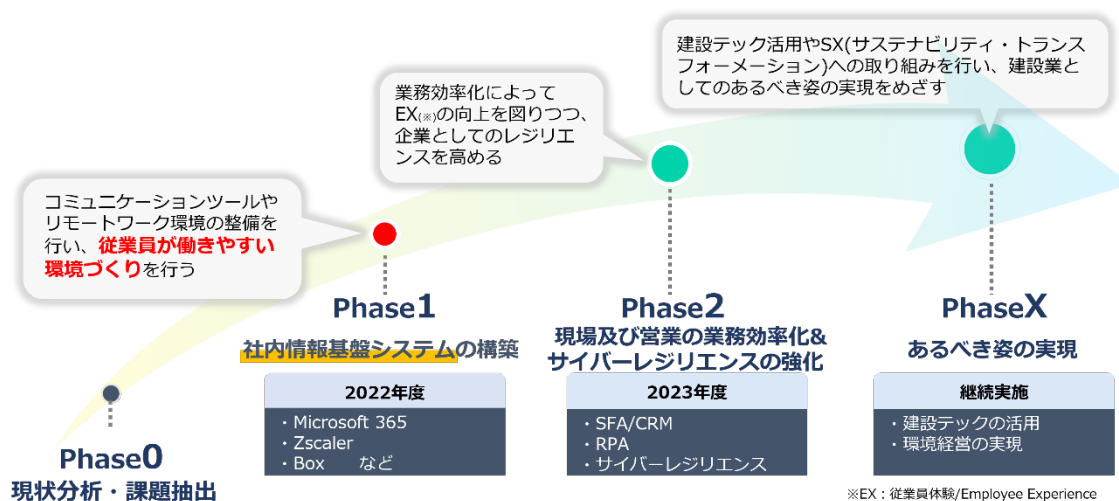 建設テック活用やSX(サステナビリティ・トランス
フォーメーション)への取り組みを行い、建設業と
してのあるべき姿の実現をめざす
業務効率化によって
EX(※)の向上を図りつつ、
企業としてのレジリエ
ンスを高める
コミュニケーションツールや
リモートワーク環境の整備を
行い、従業員が働きやすい
環境づくりを行う
Phase0
現状分析・課題抽出
Phase1
社内情報基盤システムの構築
2022年度
・Microsoft 365
・Zscaler
・Box など
Phase2
現場及び営業の業務効率化&
サイバーレジリエンスの強化
2023年度
・SFA/CRM
・RPA
・サイバーレジリエンス
PhaseX
あるべき姿の実現
継続実施
・建設テックの活用
・環境経営の実現
※EX：従業員体験/Employee Experience